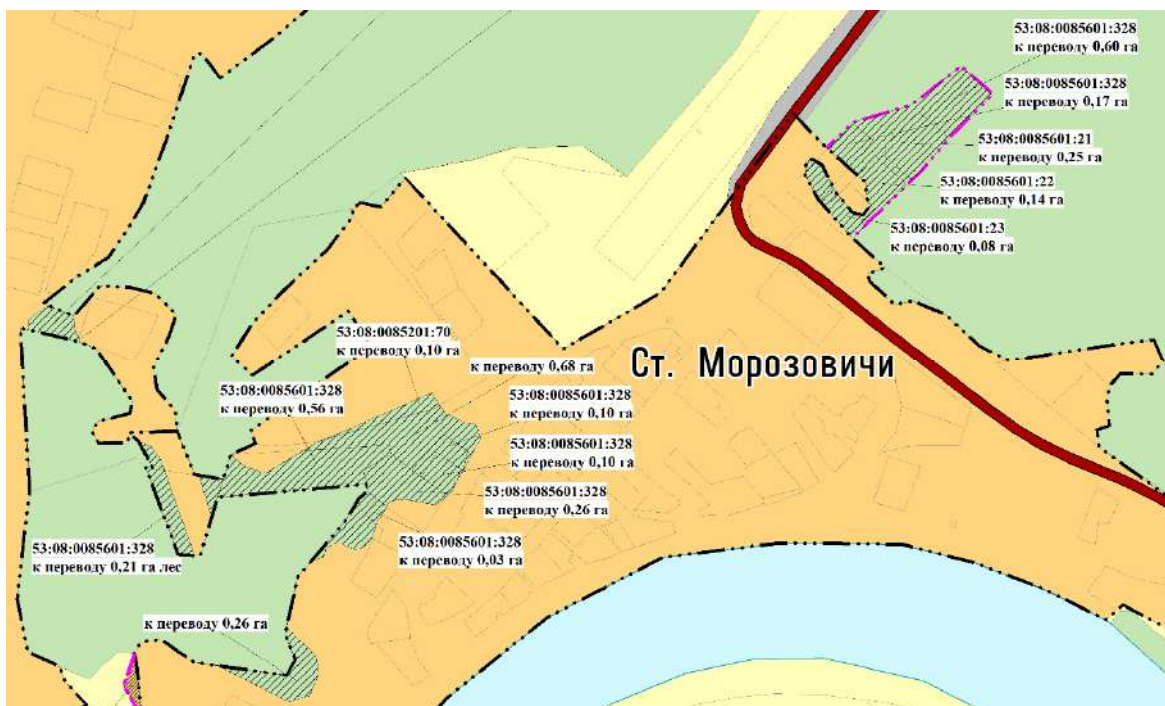 53:08:0085601:328
к переводу 0,60 га
53:08:0085601:328
к переводу 0,17 га
53:08:0085601:21
к переводу 0,25 га
53:08:0085601:22
к переводу 0,14 га
53:08:0085601:23
к переводу 0,08 га
53:08:0085201:70
к переводу 0,10 га
к переводу 0,68 га
Ст. Морозовичи
53:08:0085601:328
к переводу 0,56 га
53:08:0085601:328
к переводу 0,10 га
53:08:0085601:328
к переводу 0,10 га
53:08:0085601:328
к переводу 0,26 га
53:08:0085601:328
к переводу 0,03 га
53:08:0085601:328
к переводу 0,21 га лес
к переводу 0,26 га